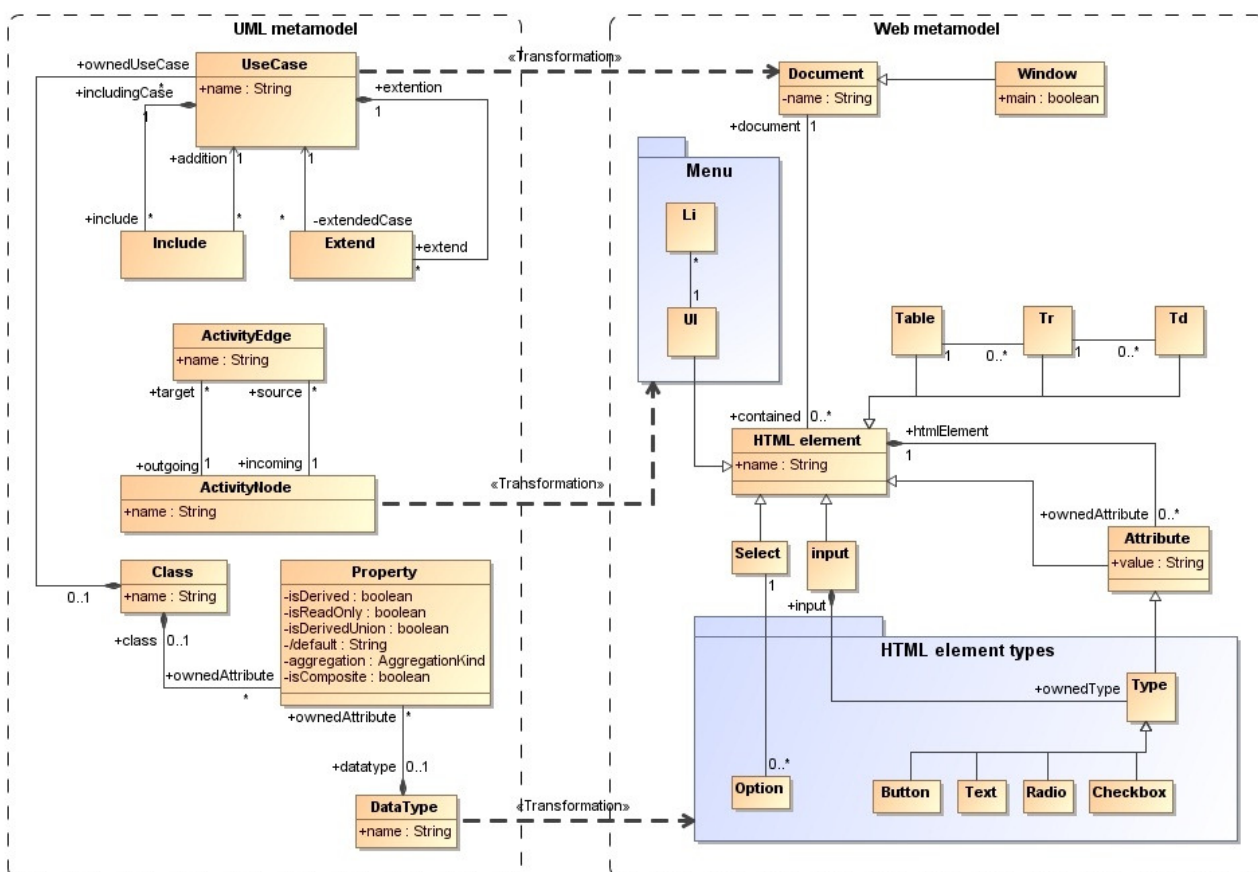 UML metamodel
+ownedUseCase
*
UseCase
+name : String
+includingCase
1
+extention
1
+addition
1
1
+include
*
*
*
-extendedCase
+extend
*
Include
Extend
ActivityEdge
+name : String
+target
*
+source
*
+outgoing
1
+incoming
1
ActivityNode
+name : String
Class
+name : String
0..1
+class
0..1
+ownedAttribute
*
Property
-isDerived : boolean
-isReadOnly : boolean
-isDerivedUnion : boolean
-/default : String
-aggregation : AggregationKind
-isComposite : boolean
+ownedAttribute
*
+datatype
0..1
DataType
+name : String
«Transformation»
«Transformation»
«Transformation»
Web metamodel
Document
-name : String
Window
+main : boolean
+document
1
Menu
Li
*
1
Ul
Table
1
0..*
Tr
1
0..*
Td
+contained
0..*
HTML element
+name : String
+htmlElement
1
+ownedAttribute
0..*
Attribute
+value : String
Select
1
input
+input
HTML element types
+ownedType
Type
0..*
Option
Button
Text
Radio
Checkbox